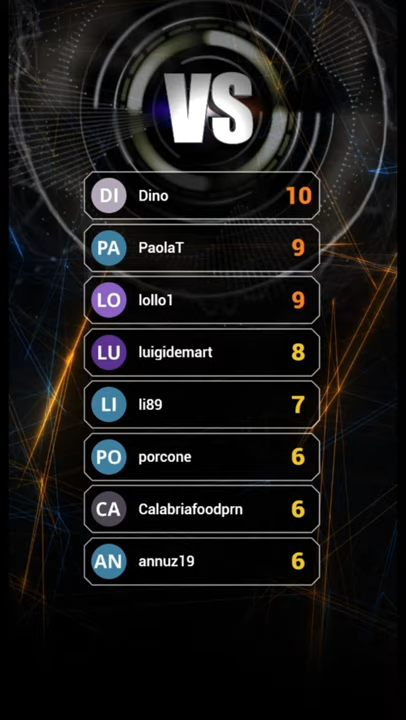 VS
DI Dino 10
PA PaolaT 9
LO lollo1 9
LU luigidemart 8
LI li89 7
PO porcone 6
CA Calabriafoodprn 6
AN annuz19 6